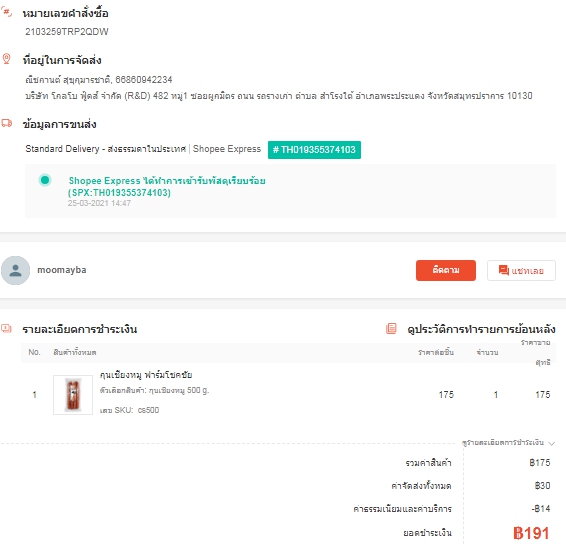 หมายเลขคำสั่งซื้อ
2103259TRP2QDW
ที่อยู่ในการจัดส่ง
ณัชกานต์ สุขุมารชาติ, 66860942234
บริษัท โกลโบ ฟู้ดส์ จำกัด (R&D) 482 หมู่1 ซอยผูกมิตร ถนน รถรางเก่า ตำบล สำโรงใต้ อำเภอพระประแดง จังหวัดสมุทรปราการ 10130
ข้อมูลการขนส่ง
Standard Delivery - ส่งธรรมดาในประเทศ | Shopee Express # TH019355374103
Shopee Express ได้ทำการเข้ารับพัสดุเรียบร้อย
(SPX:TH019355374103)
25-03-2021 14:47
moomayba ติดตาม แชทเลย
รายละเอียดการชำระเงิน ดูประวัติการทำรายการย้อนหลัง
No. สินค้าทั้งหมด ราคาต่อชิ้น จำนวน ราคาขายสุทธิ
1 กุนเชียงหมู ฟาร์มโชคชัย 175 1 175
ตัวเลือกสินค้า: กุนเชียงหมู 500 g.
เลข SKU: cs500
ดูรายละเอียดการชำระเงิน
รวมค่าสินค้า ฿175
ค่าจัดส่งทั้งหมด ฿30
ค่าธรรมเนียมและค่าบริการ -฿14
ยอดชำระเงิน ฿191